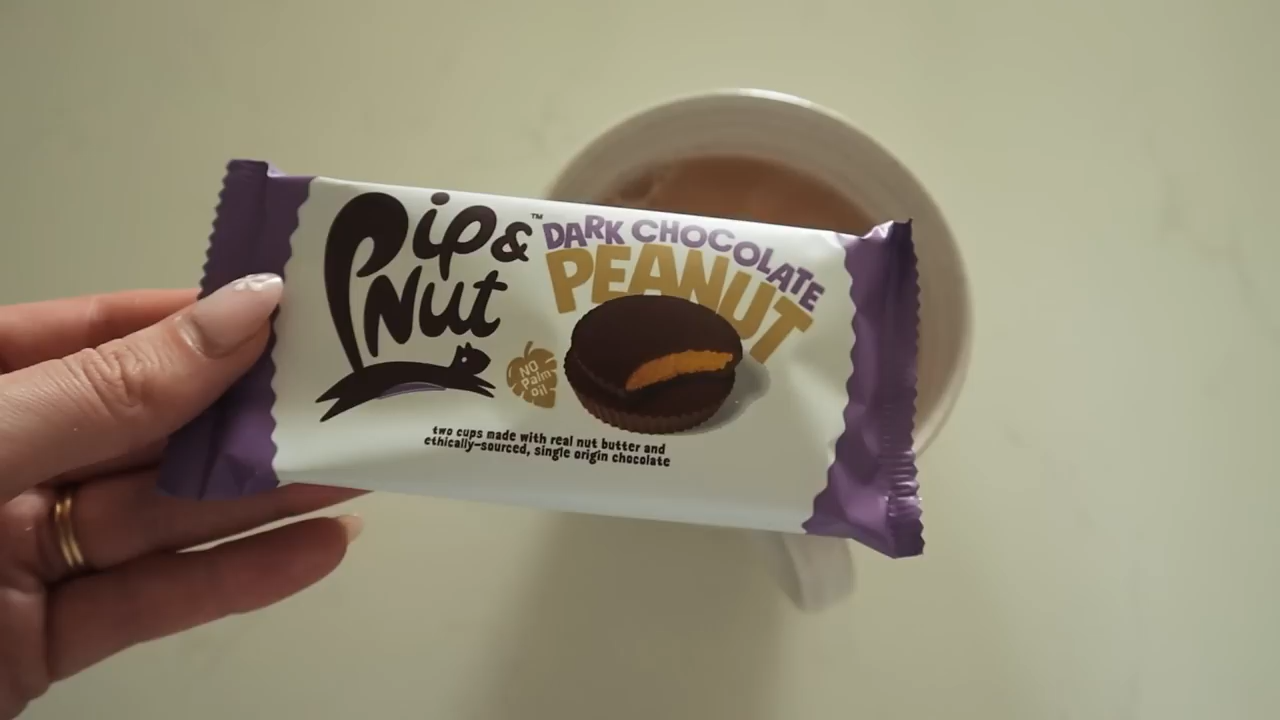 Pip &™
Nut
DARK CHOCOLATE
PEANUT
NO
Palm
oil
two cups made with real nut butter and
ethically-sourced, single origin chocolate